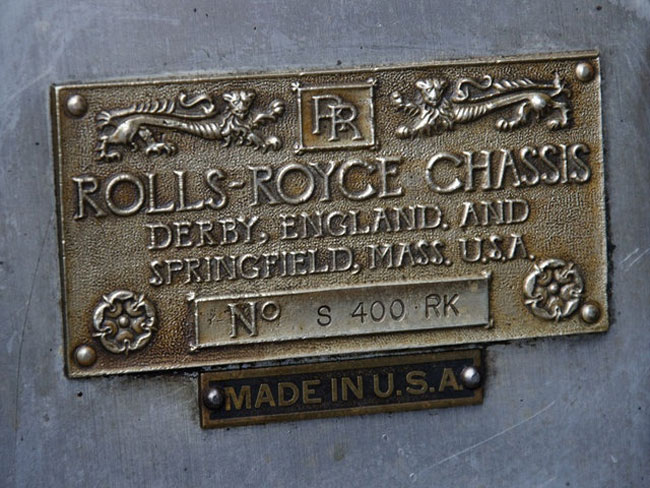 RR
ROLLS-ROYCE CHASSIS
DERBY, ENGLAND. AND
SPRINGFIELD, MASS. U.S.A.
No S 400 RK
MADE IN U.S.A.